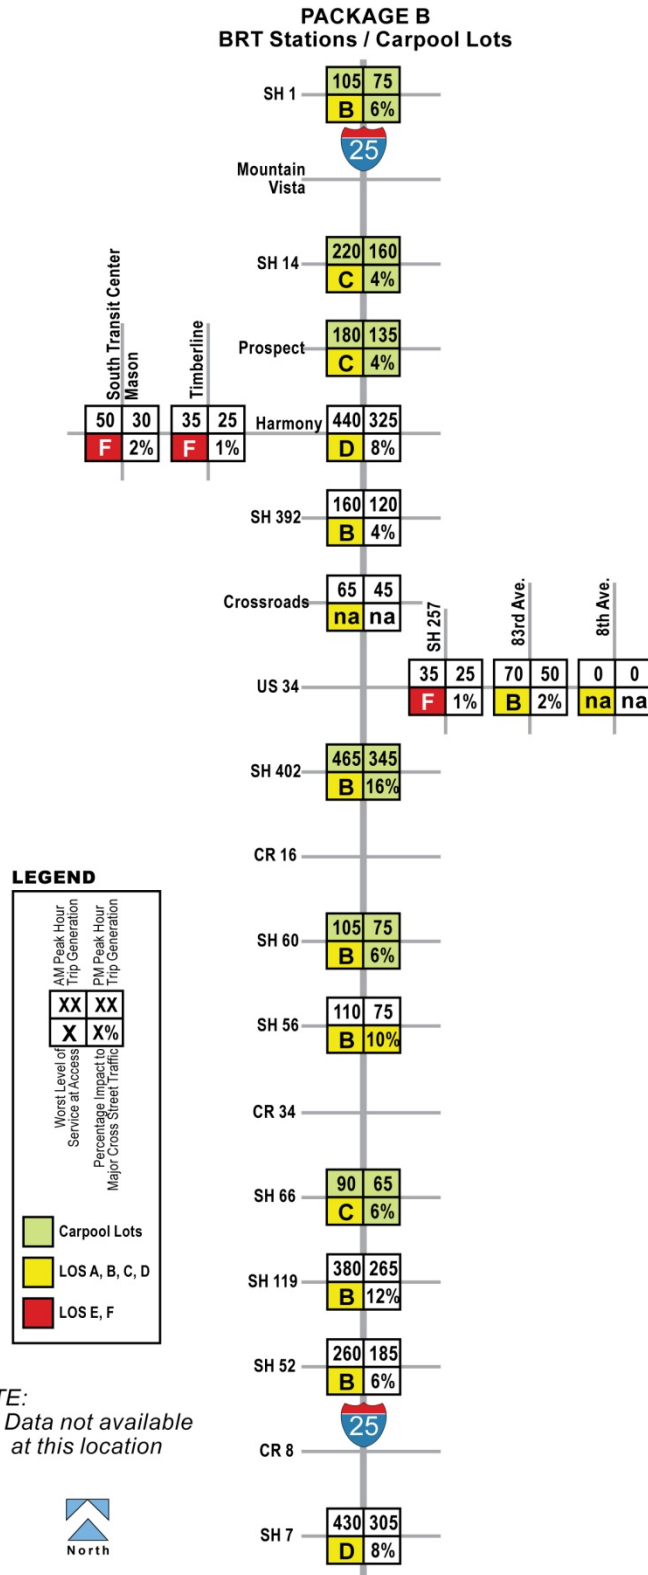 PACKAGE B
BRT Stations / Carpool Lots
SH 1
105 75
B 6%
25
Mountain
Vista
SH 14
220 160
C 4%
Prospect
180 135
C 4%
South Transit Center
Mason
50 30
F 2%
Timberline
35 25
F 1%
Harmony
440 325
D 8%
SH 392
160 120
B 4%
Crossroads
65 45
na na
US 34
SH 257
35 25
F 1%
83rd Ave.
70 50
B 2%
8th Ave.
0 0
na na
SH 402
465 345
B 16%
CR 16
SH 60
105 75
B 6%
SH 56
110 75
B 10%
CR 34
SH 66
90 65
C 6%
SH 119
380 265
B 12%
SH 52
260 185
B 6%
25
CR 8
SH 7
430 305
D 8%
LEGEND
AM Peak Hour
Trip Generation
PM Peak Hour
Trip Generation
XX XX
X X%
Worst Level of
Service at Access
Percentage Impact to
Major Cross Street Traffic
Carpool Lots
LOS A, B, C, D
LOS E, F
TE:
Data not available
at this location
North